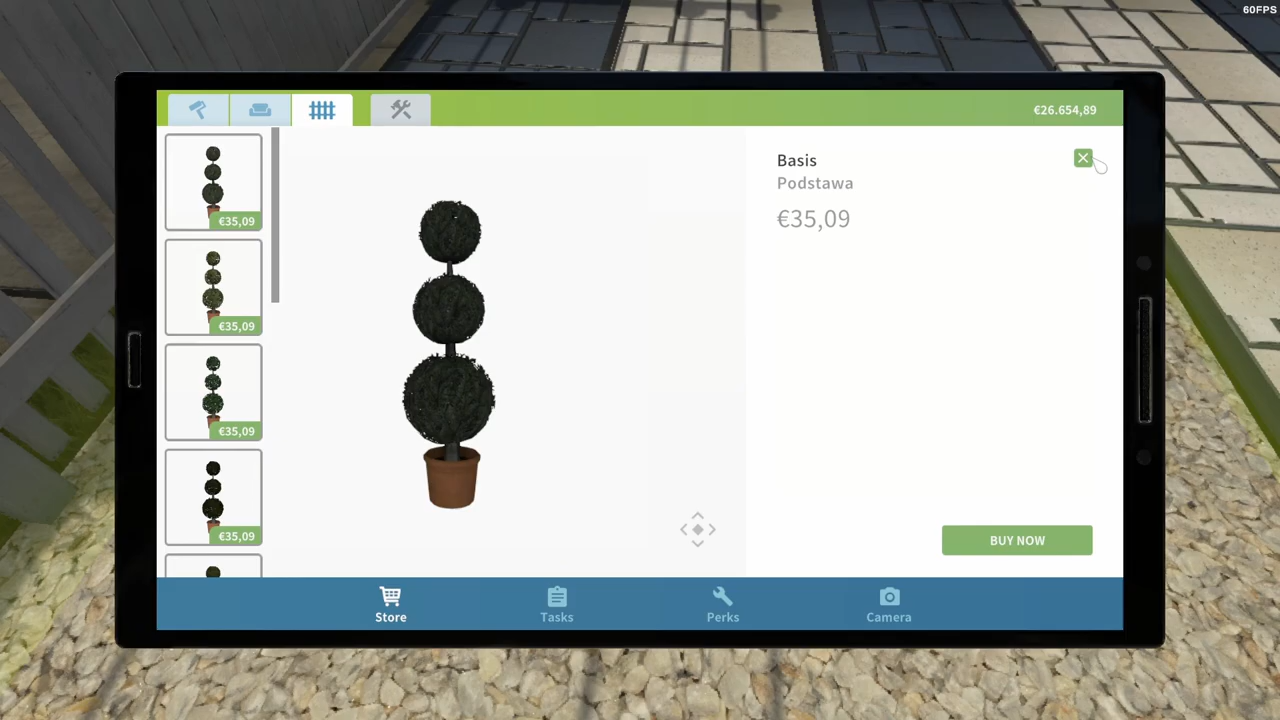 60FPS
€26.654,89
€35,09
€35,09
€35,09
€35,09
Basis
Podstawa
€35,09
BUY NOW
Store
Tasks
Perks
Camera